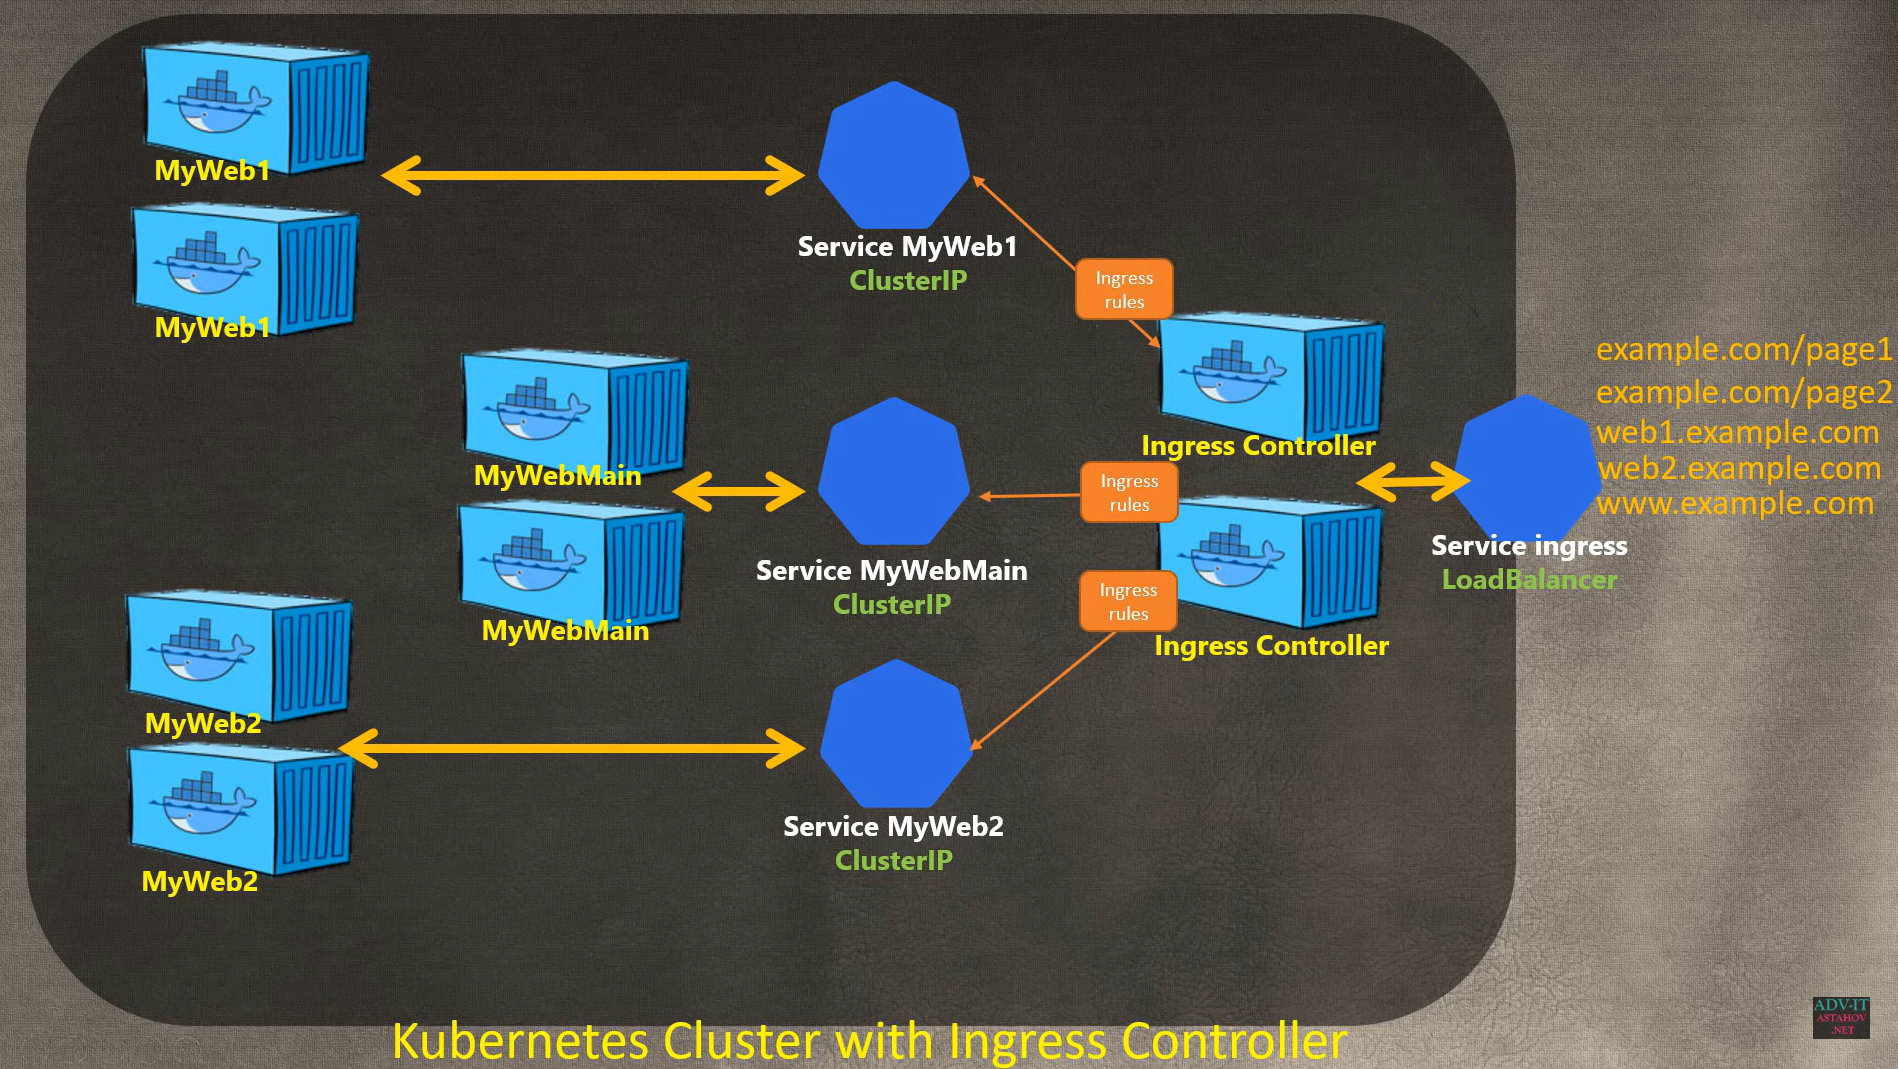 MyWeb1
MyWeb1
Service MyWeb1
ClusterIP
Ingress
rules
MyWebMain
MyWebMain
Service MyWebMain
ClusterIP
Ingress
rules
Ingress Controller
Ingress
rules
Ingress Controller
example.com/page1
example.com/page2
web1.example.com
web2.example.com
www.example.com
Service ingress
LoadBalancer
MyWeb2
MyWeb2
Service MyWeb2
ClusterIP
Kubernetes Cluster with Ingress Controller
ADV-IT
ASTAHOV
.NET